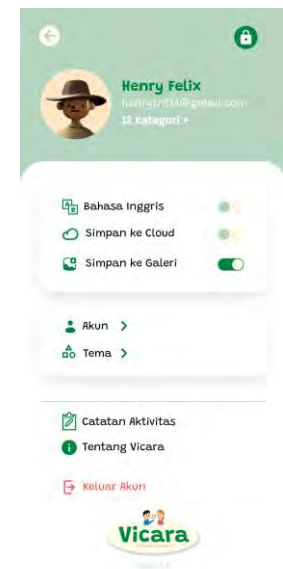 Henry Felix
12 Kategori >
Bahasa Inggris
Simpan ke Cloud
Simpan ke Galeri
Akun >
Tema >
Catatan Aktivitas
Tentang Vicara
Keluar Akun
Vicara